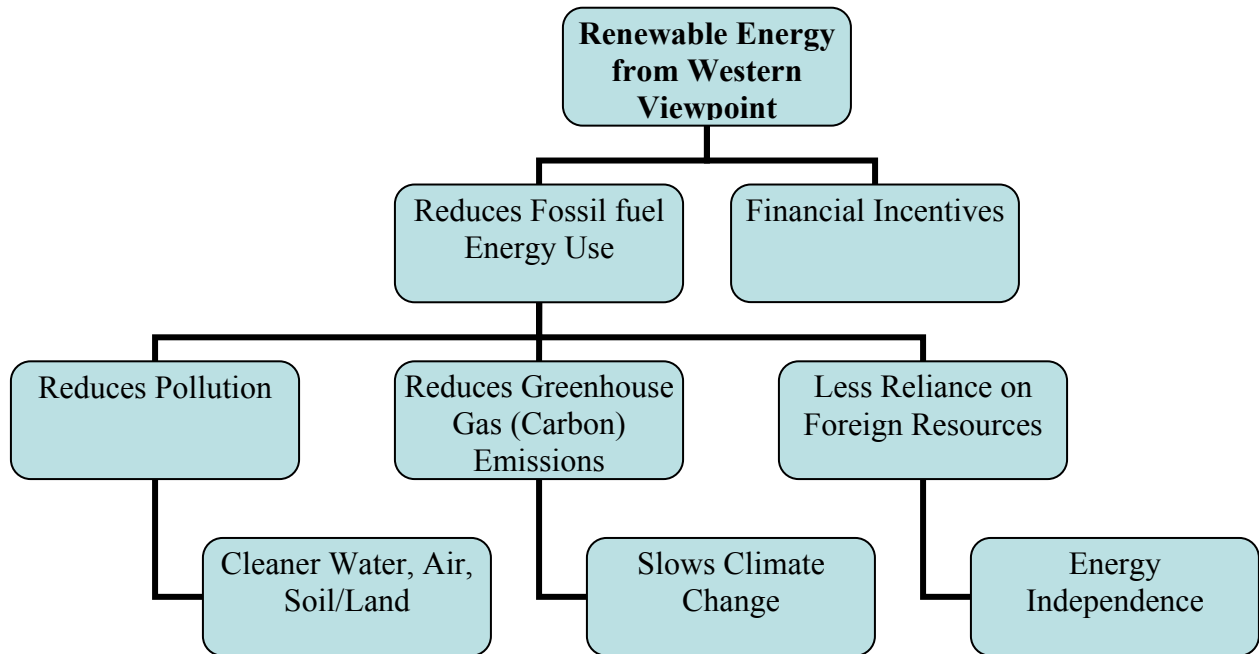 Renewable Energy
from Western
Viewpoint
Reduces Fossil fuel
Energy Use
Financial Incentives
Reduces Pollution
Reduces Greenhouse
Gas (Carbon)
Emissions
Less Reliance on
Foreign Resources
Cleaner Water, Air,
Soil/Land
Slows Climate
Change
Energy
Independence